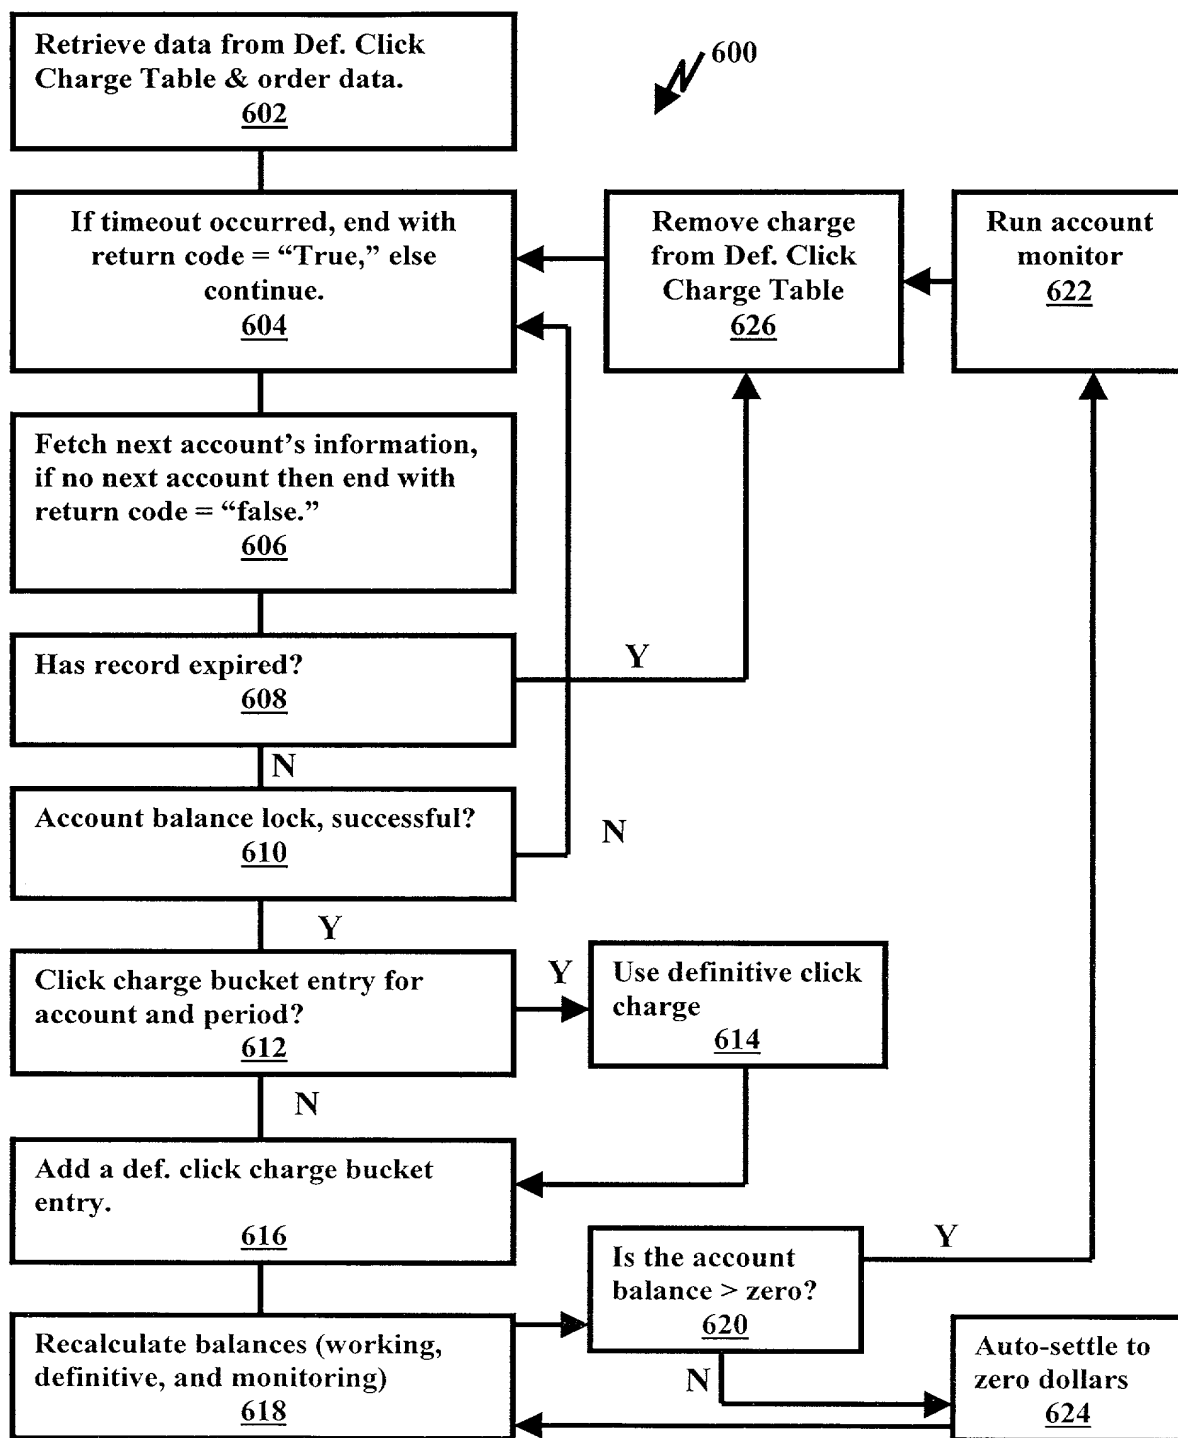 Retrieve data from Def. Click
Charge Table & order data.
602
600
If timeout occurred, end with
return code = “True,” else
continue.
604
Remove charge
from Def. Click
Charge Table
626
Run account
monitor
622
Fetch next account’s information,
if no next account then end with
return code = “false.”
606
Has record expired?
608
Y
N
Account balance lock, successful?
610
N
Y
Click charge bucket entry for
account and period?
612
Y
Use definitive click
charge
614
N
Add a def. click charge bucket
entry.
616
Is the account
balance > zero?
620
Y
N
Recalculate balances (working,
definitive, and monitoring)
618
Auto-settle to
zero dollars
624